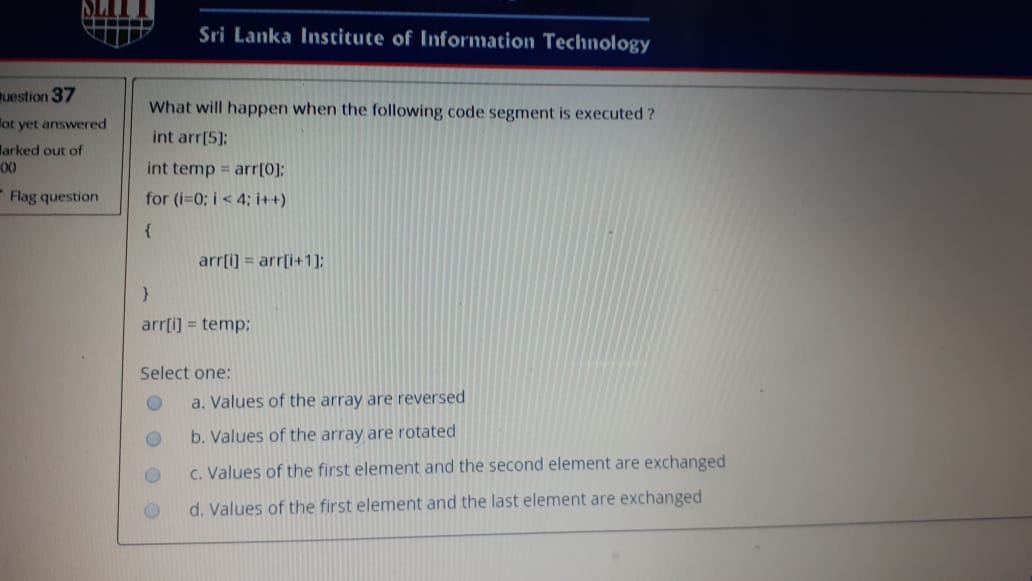 SLIIT
Sri Lanka Institute of Information Technology
Question 37
Not yet answered
Marked out of
00
Flag question
What will happen when the following code segment is executed ?
int arr[5];
int temp = arr[0];
for (i=0; i < 4; i++)
{
arr[i] = arr[i+1];
}
arr[i] = temp;
Select one:
a. Values of the array are reversed
b. Values of the array are rotated
c. Values of the first element and the second element are exchanged
d. Values of the first element and the last element are exchanged